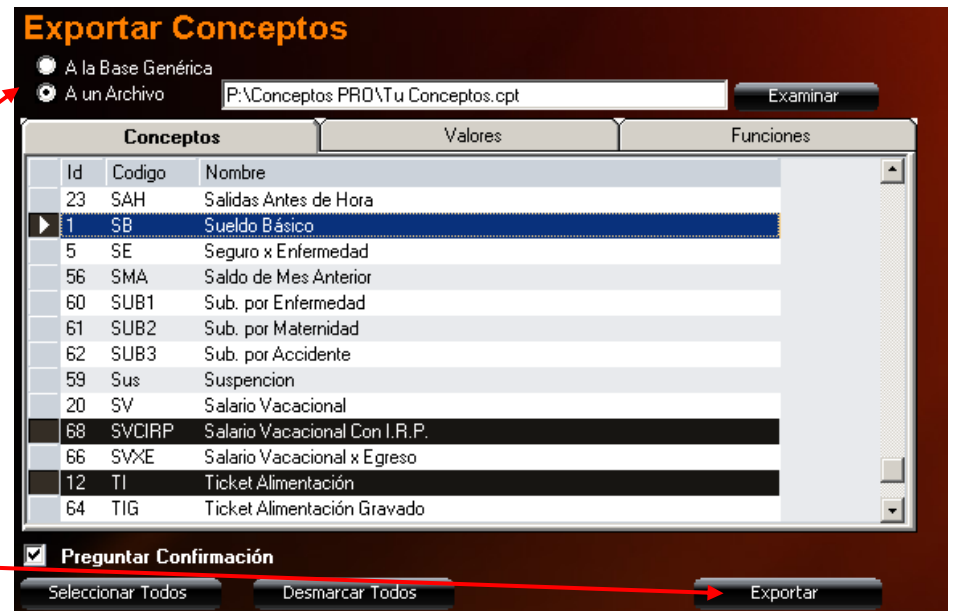 Exportar Conceptos
A la Base Genérica
A un Archivo P:\Conceptos PRO\Tu Conceptos.cpt Examinar
Conceptos Valores Funciones
Id Codigo Nombre
23 SAH Salidas Antes de Hora
1 SB Sueldo Básico
5 SE Seguro x Enfermedad
56 SMA Saldo de Mes Anterior
60 SUB1 Sub. por Enfermedad
61 SUB2 Sub. por Maternidad
62 SUB3 Sub. por Accidente
59 Sus Suspencion
20 SV Salario Vacacional
68 SVCIRP Salario Vacacional Con I.R.P.
66 SVXE Salario Vacacional x Egreso
12 TI Ticket Alimentación
64 TIG Ticket Alimentación Gravado
Preguntar Confirmación
Seleccionar Todos Desmarcar Todos Exportar